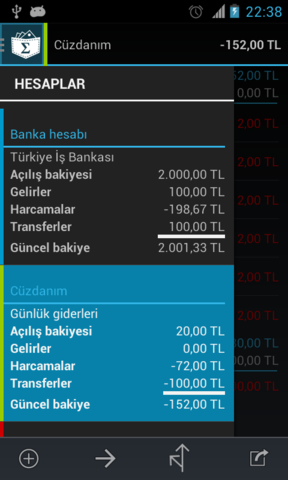 22:38
Cüzdanım -152,00 TL
HESAPLAR
Banka hesabı
Türkiye İş Bankası
Açılış bakiyesi 2.000,00 TL
Gelirler 100,00 TL
Harcamalar -198,67 TL
Transferler 100,00 TL
Güncel bakiye 2.001,33 TL
Cüzdanım
Günlük giderleri
Açılış bakiyesi 20,00 TL
Gelirler 0,00 TL
Harcamalar -72,00 TL
Transferler -100,00 TL
Güncel bakiye -152,00 TL